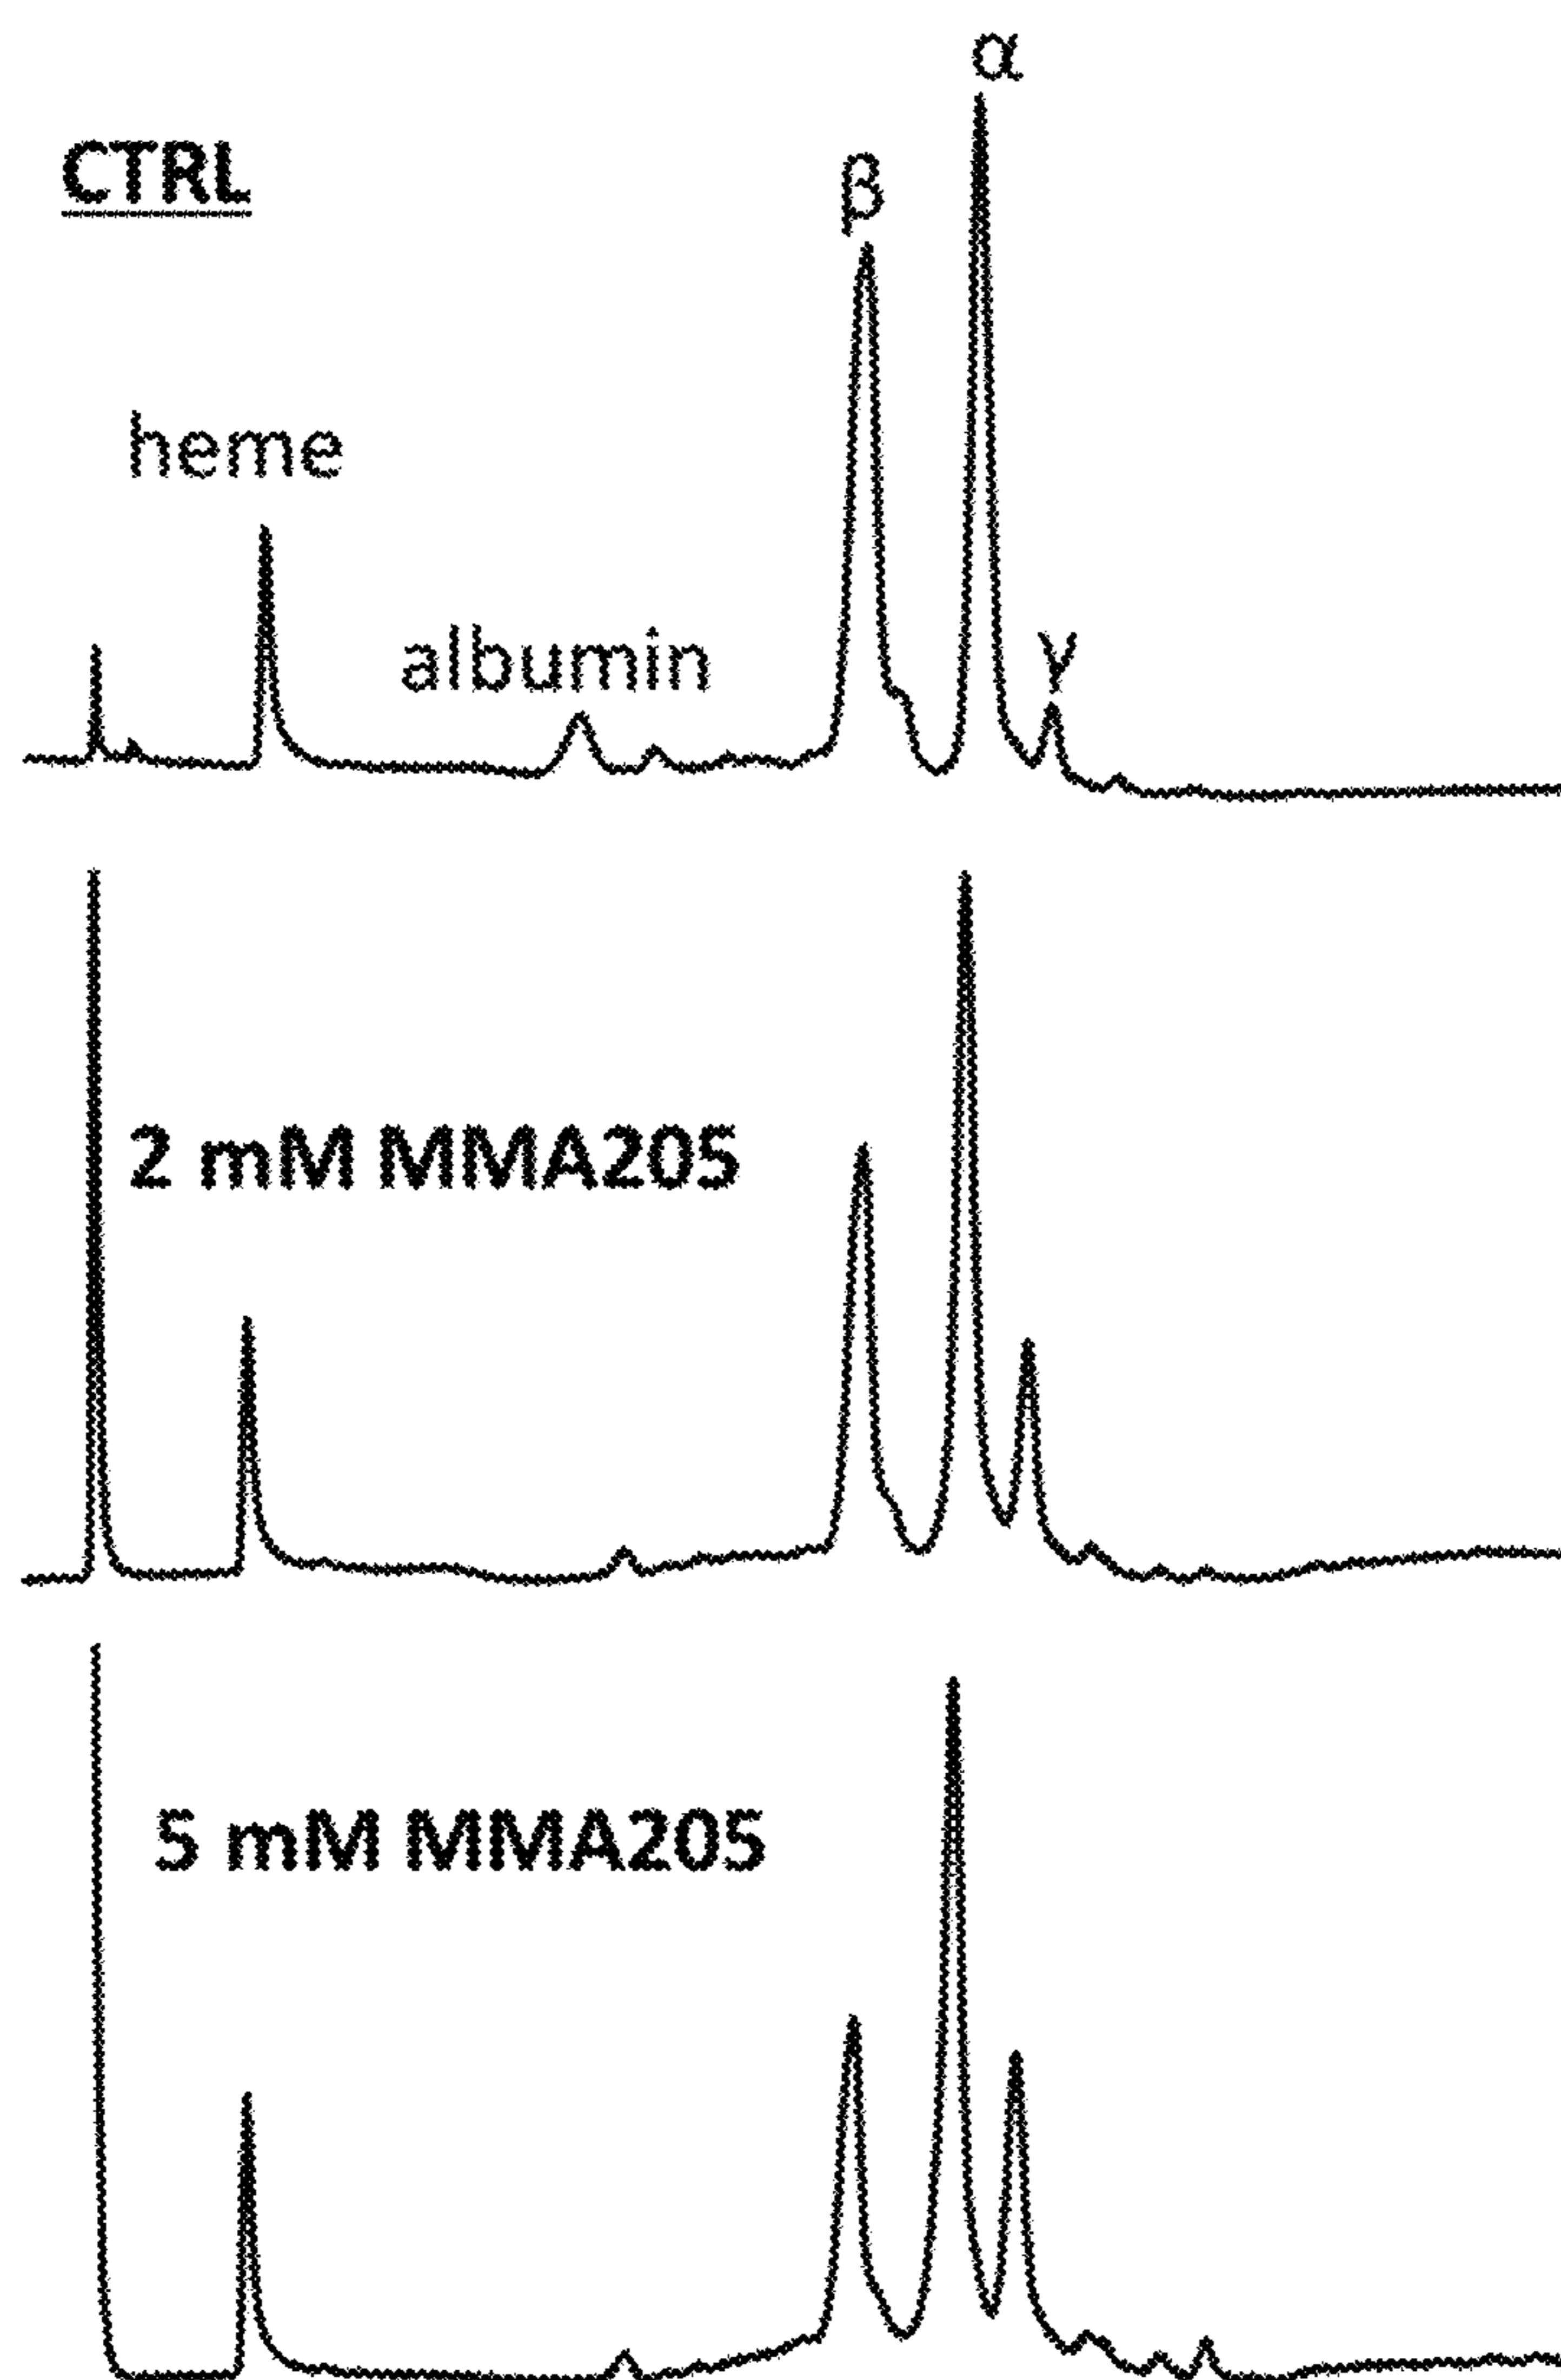 α
CTRL
β
heme
albumin
γ
2 mM MMA205
5 mM MMA205